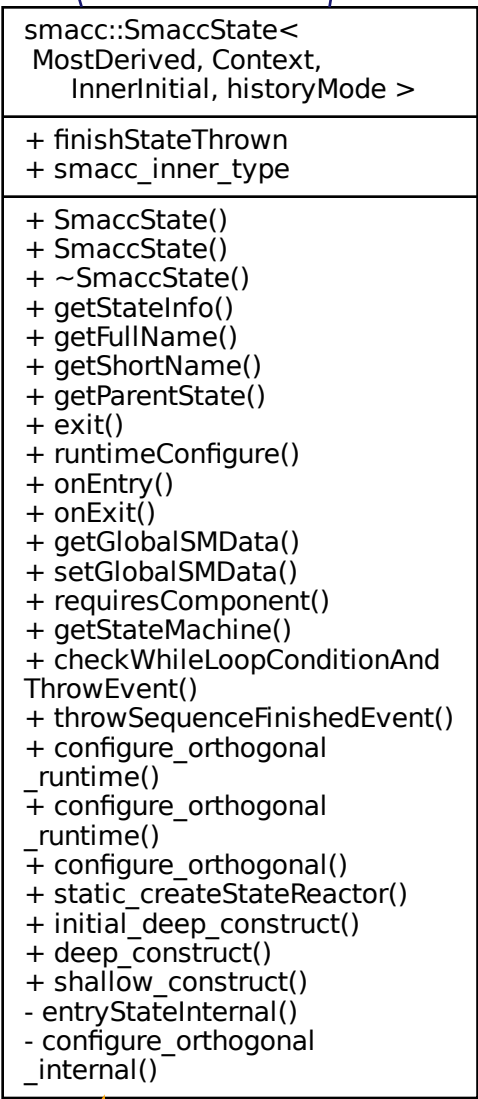 smacc::SmaccState<
MostDerived, Context,
InnerInitial, historyMode >
+ finishStateThrown
+ smacc_inner_type
+ SmaccState()
+ SmaccState()
+ ~SmaccState()
+ getStateInfo()
+ getFullName()
+ getShortName()
+ getParentState()
+ exit()
+ runtimeConfigure()
+ onEntry()
+ onExit()
+ getGlobalSMData()
+ setGlobalSMData()
+ requiresComponent()
+ getStateMachine()
+ checkWhileLoopConditionAnd
ThrowEvent()
+ throwSequenceFinishedEvent()
+ configure_orthogonal
_runtime()
+ configure_orthogonal
_runtime()
+ configure_orthogonal()
+ static_createStateReactor()
+ initial_deep_construct()
+ deep_construct()
+ shallow_construct()
- entryStateInternal()
- configure_orthogonal
_internal()